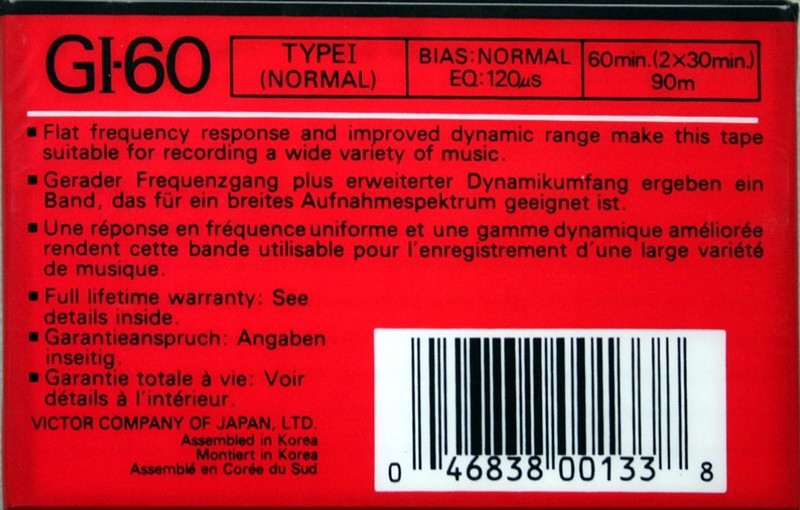 GI-60
TYPE I
(NORMAL)
BIAS:NORMAL
EQ:120µs
60min.(2×30min.)
90m
▪ Flat frequency response and improved dynamic range make this tape
suitable for recording a wide variety of music.
▪ Gerader Frequenzgang plus erweiterter Dynamikumfang ergeben ein
Band, das für ein breites Aufnahmespektrum geeignet ist.
▪ Une réponse en fréquence uniforme et une gamme dynamique améliorée
rendent cette bande utilisable pour l'enregistrement d'une large variété
de musique.
▪ Full lifetime warranty: See
details inside.
▪ Garantieanspruch: Angaben
inseitig.
▪ Garantie totale à vie: Voir
détails à l'intérieur.
VICTOR COMPANY OF JAPAN, LTD.
Assembled in Korea
Montiert in Korea
Assemblé en Corée du Sud
0 46838 00133 8